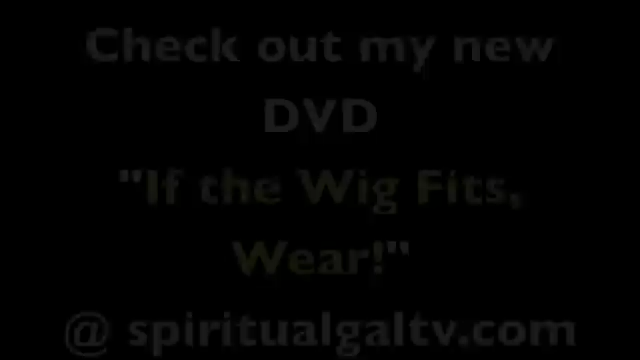 Check out my new
DVD
"If the Wig Fits,
Wear!"
@ spiritualgaltv.com